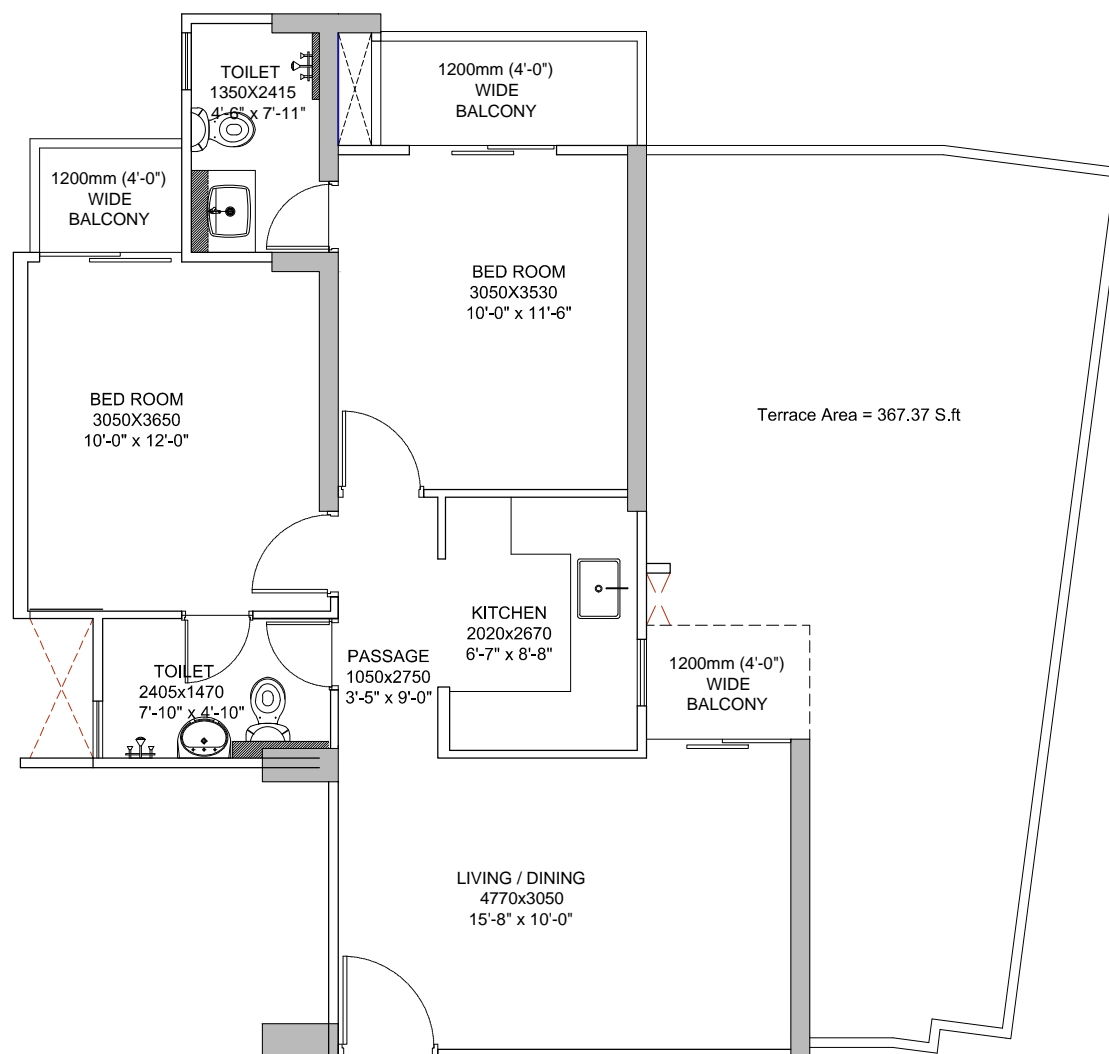 TOILET
1350X2415
4'-6" x 7'-11"
1200mm (4'-0")
WIDE
BALCONY
1200mm (4'-0")
WIDE
BALCONY
BED ROOM
3050X3530
10'-0" x 11'-6"
BED ROOM
3050X3650
10'-0" x 12'-0"
Terrace Area = 367.37 S.ft
KITCHEN
2020x2670
6'-7" x 8'-8"
PASSAGE
1050x2750
3'-5" x 9'-0"
TOILET
2405x1470
7'-10" x 4'-10"
1200mm (4'-0")
WIDE
BALCONY
LIVING / DINING
4770x3050
15'-8" x 10'-0"